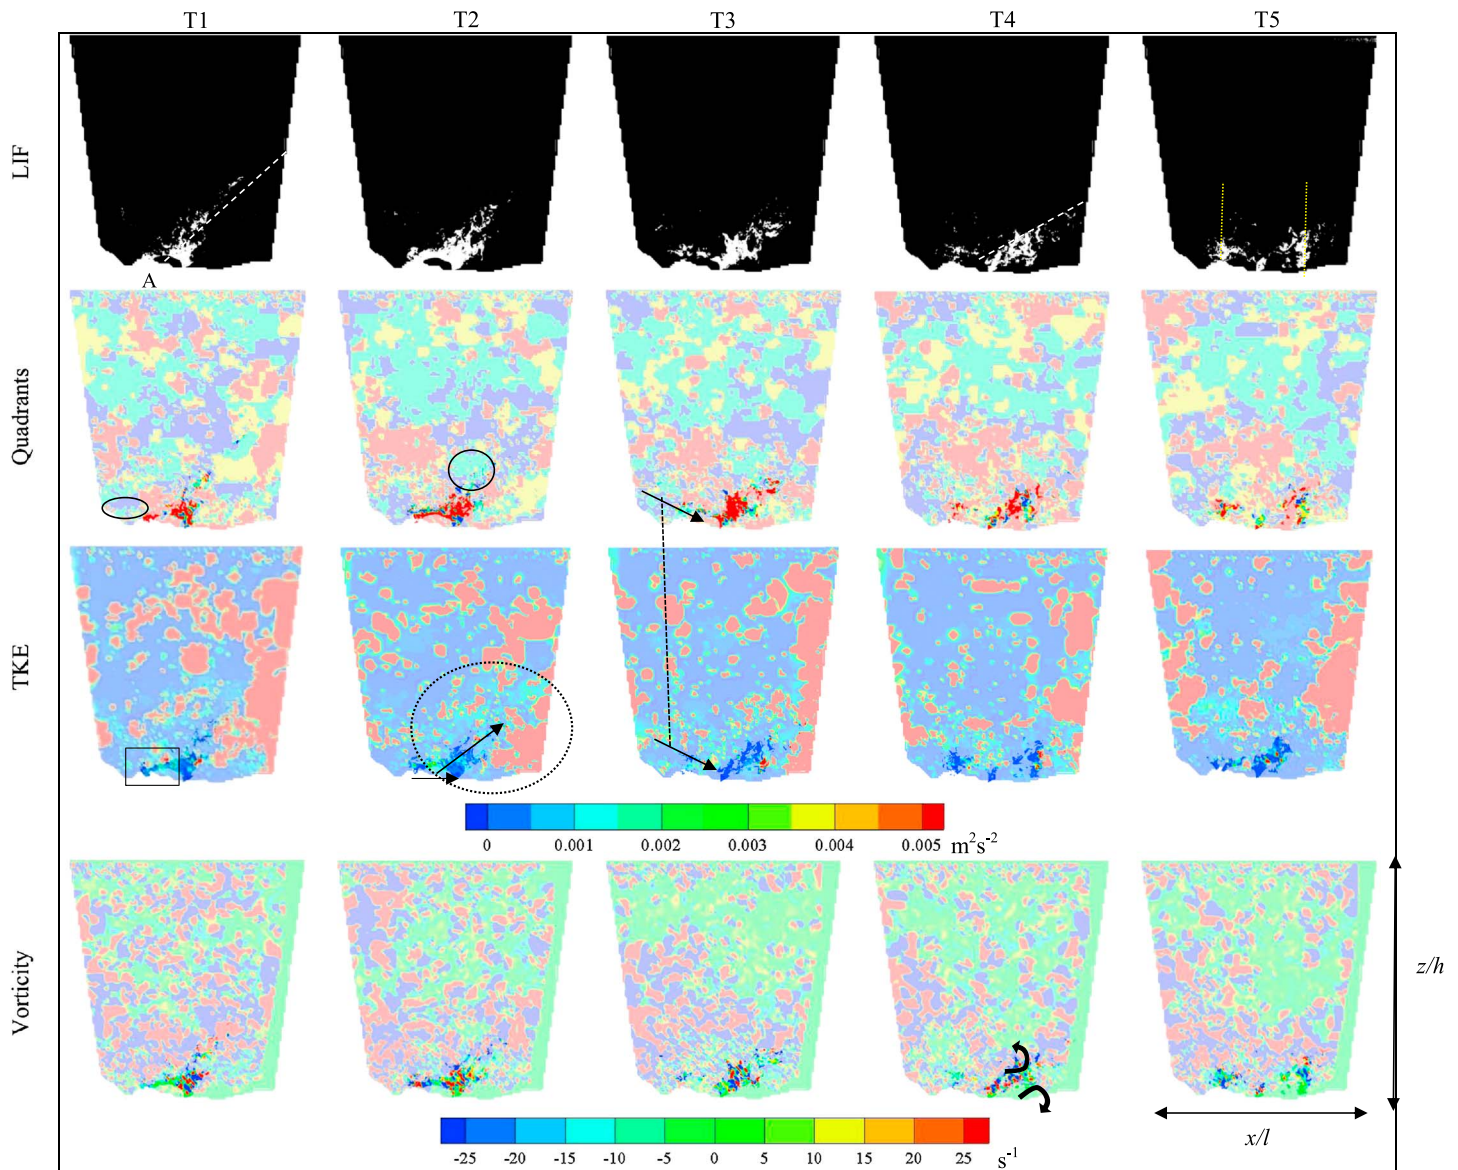 T1 T2 T3 T4 T5
LIF
A
Quadrants
TKE
0 0.001 0.002 0.003 0.004 0.005 m²s⁻²
Vorticity
z/h
x/l
-25 -20 -15 -10 -5 0 5 10 15 20 25 s⁻¹